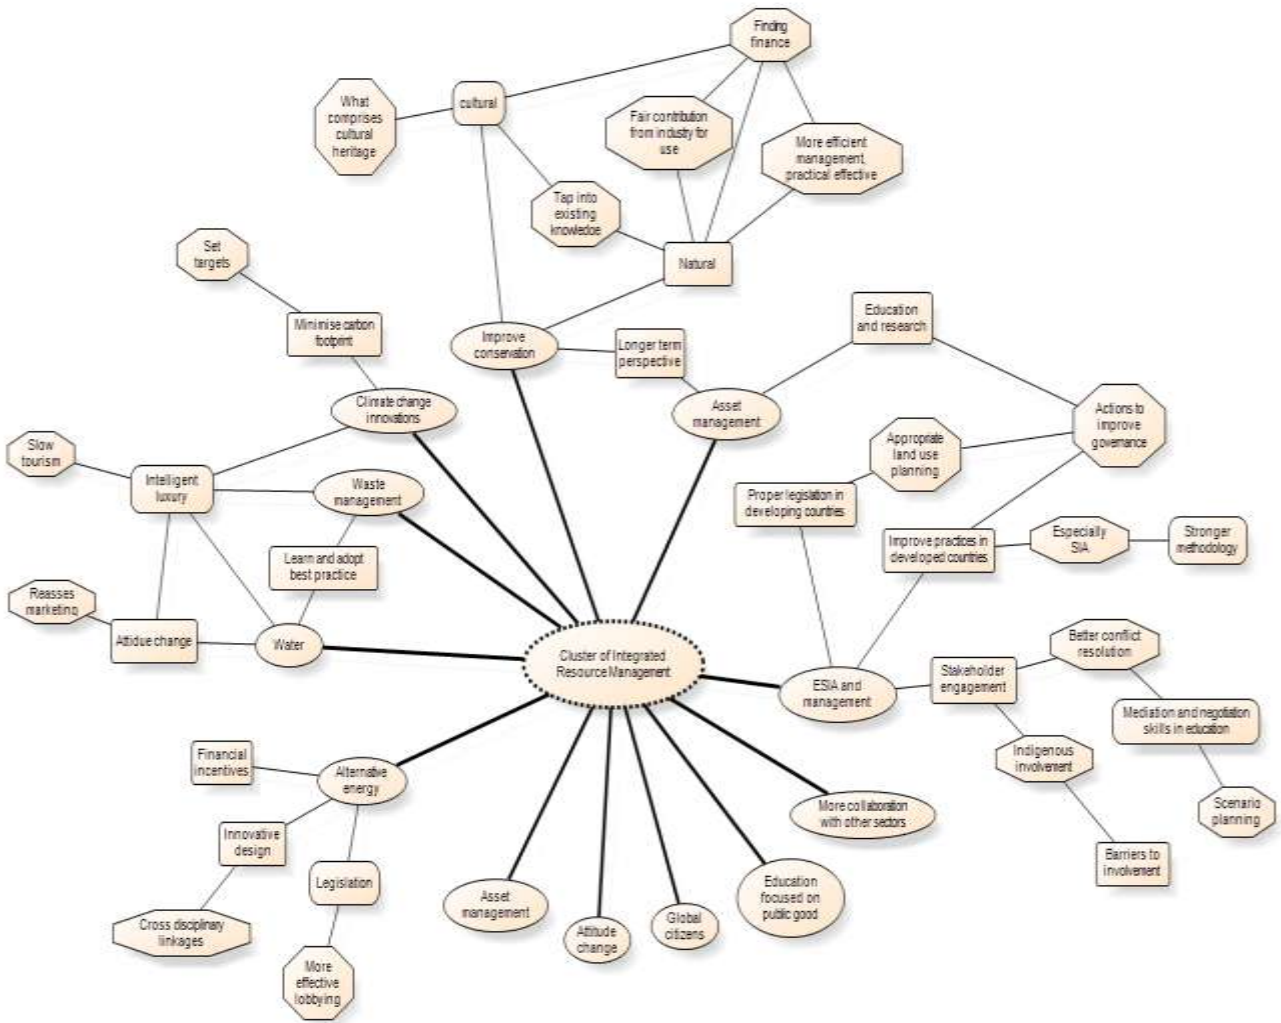 Finding
finance
What
comprises
cultural
heritage
cultural
Fair contribution
from industry for
use
More efficient
management,
practical effective
Tap into
existing
knowledge
Natural
Set
targets
Minimise carbon
footprint
Improve
conservation
Longer term
perspective
Education
and research
Climate change
innovations
Asset
management
Actions to
improve
governance
Slow
tourism
Intelligent
luxury
Waste
management
Appropriate
land use
planning
Proper legislation in
developing countries
Improve practices in
developed countries
Especially
SIA
Stronger
methodology
Learn and adopt
best practice
Reasses
marketing
Attidue change
Water
Cluster of Integrated
Resource Management
ESIA and
management
Stakeholder
engagement
Better conflict
resolution
Mediation and negotiation
skills in education
Indigenous
involvement
Scenario
planning
Barriers to
involvement
Financial
incentives
Alternative
energy
Innovative
design
Legislation
Cross disciplinary
linkages
More
effective
lobbying
Asset
management
Attitude
change
Global
citizens
Education
focused on
public good
More collaboration
with other sectors